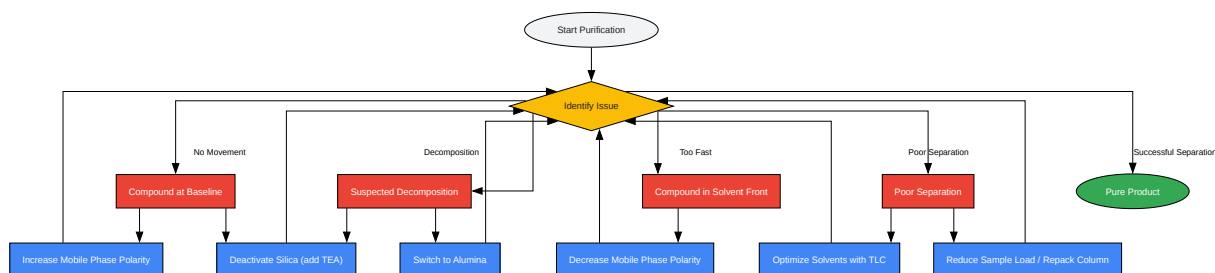 Start Purification
Identify Issue
No Movement
Decomposition
Too Fast
Poor Separation
Successful Separation
Compound at Baseline
Suspected Decomposition
Compound in Solvent Front
Poor Separation
Pure Product
Increase Mobile Phase Polarity
Deactivate Silica (add TEA)
Switch to Alumina
Decrease Mobile Phase Polarity
Optimize Solvents with TLC
Reduce Sample Load / Repack Column